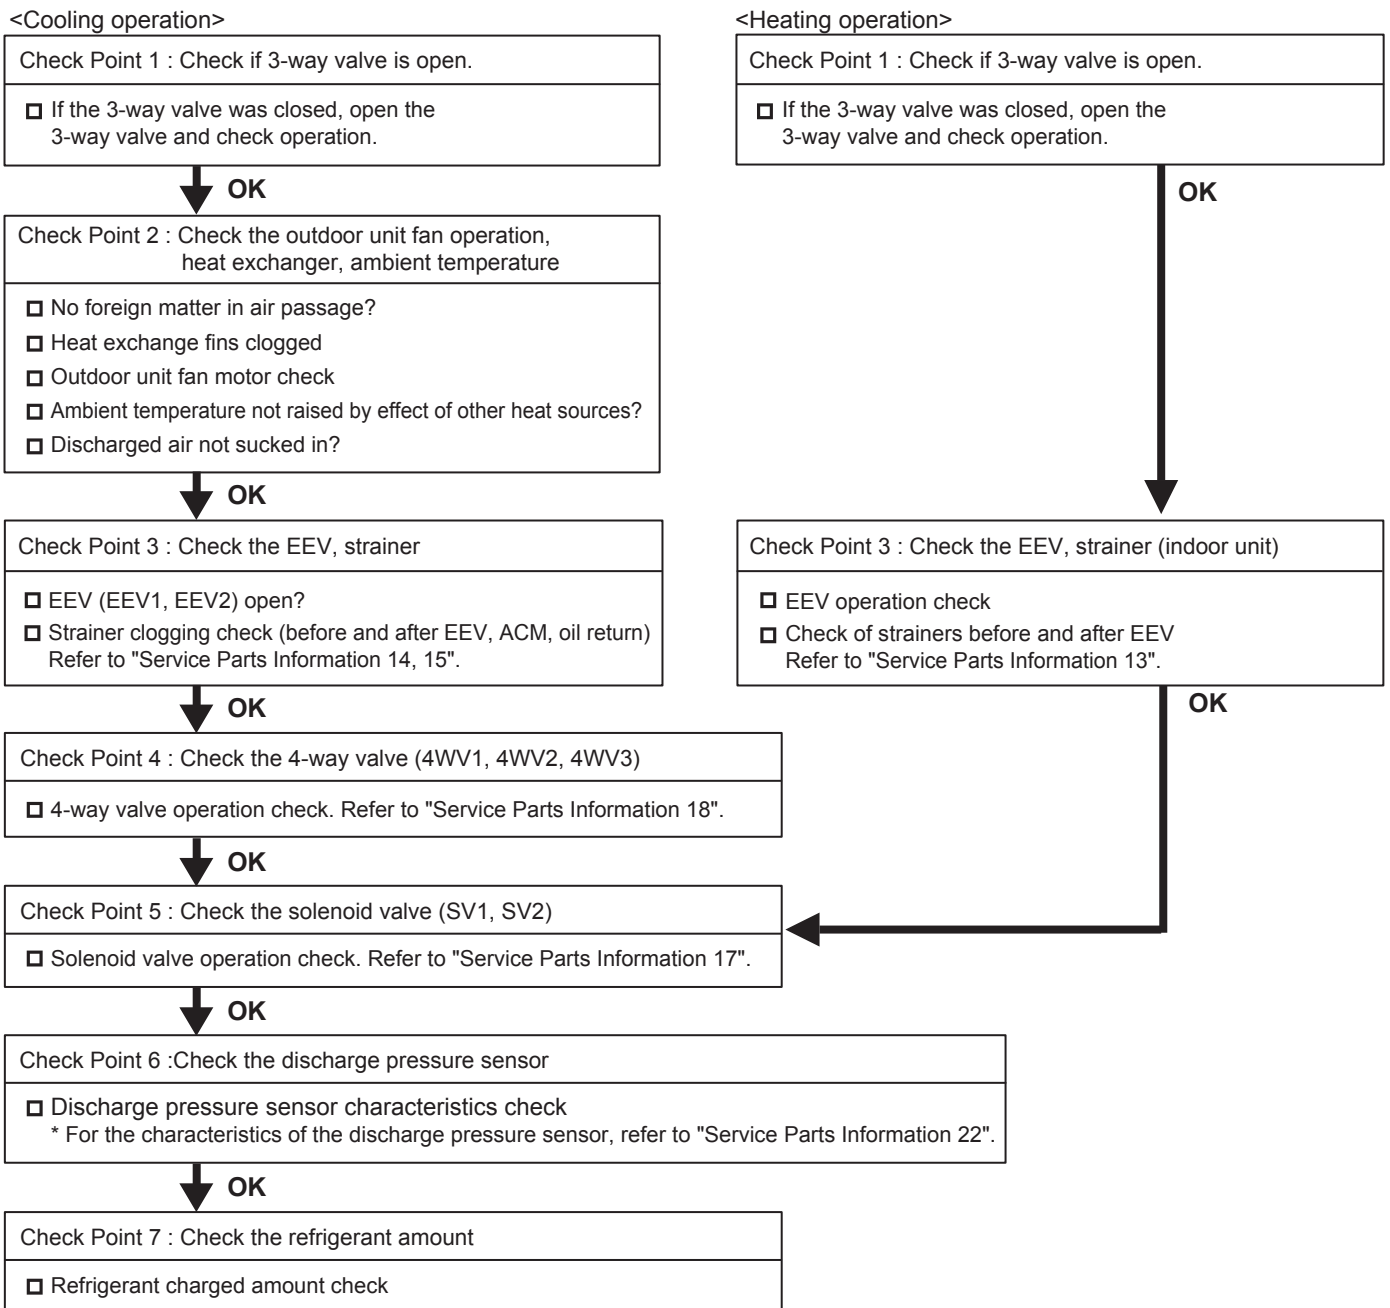 <Cooling operation>
Check Point 1 : Check if 3-way valve is open.
If the 3-way valve was closed, open the
3-way valve and check operation.
OK
Check Point 2 : Check the outdoor unit fan operation,
heat exchanger, ambient temperature
No foreign matter in air passage?
Heat exchange fins clogged
Outdoor unit fan motor check
Ambient temperature not raised by effect of other heat sources?
Discharged air not sucked in?
OK
Check Point 3 : Check the EEV, strainer
EEV (EEV1, EEV2) open?
Strainer clogging check (before and after EEV, ACM, oil return)
Refer to "Service Parts Information 14, 15".
OK
Check Point 4 : Check the 4-way valve (4WV1, 4WV2, 4WV3)
4-way valve operation check. Refer to "Service Parts Information 18".
OK
Check Point 5 : Check the solenoid valve (SV1, SV2)
Solenoid valve operation check. Refer to "Service Parts Information 17".
OK
Check Point 6 :Check the discharge pressure sensor
Discharge pressure sensor characteristics check
* For the characteristics of the discharge pressure sensor, refer to "Service Parts Information 22".
OK
Check Point 7 : Check the refrigerant amount
Refrigerant charged amount check
<Heating operation>
Check Point 1 : Check if 3-way valve is open.
If the 3-way valve was closed, open the
3-way valve and check operation.
OK
Check Point 3 : Check the EEV, strainer (indoor unit)
EEV operation check
Check of strainers before and after EEV
Refer to "Service Parts Information 13".
OK